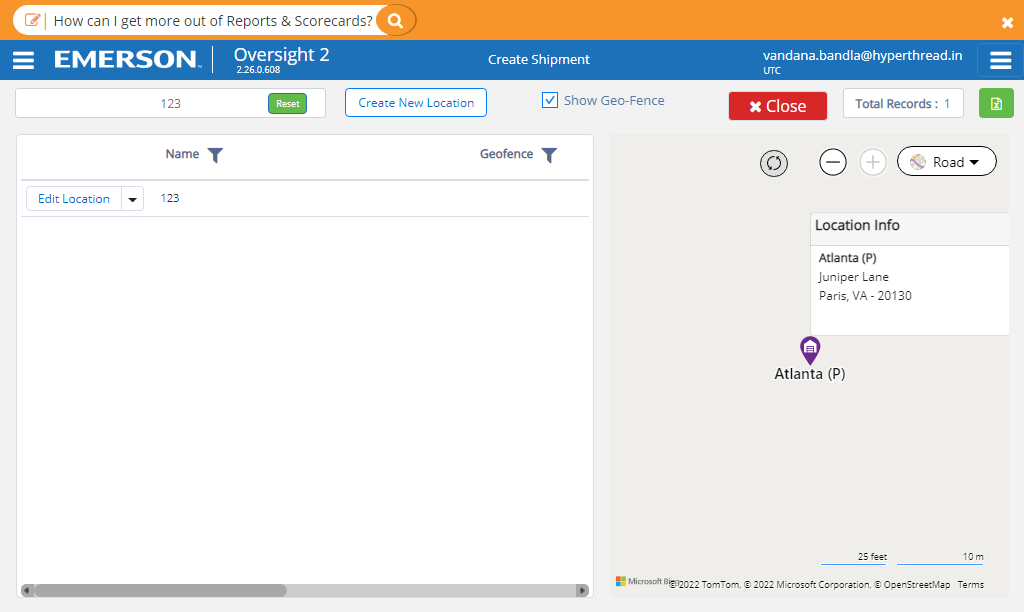 How can I get more out of Reports & Scorecards?
EMERSON™
Oversight 2
2.26.0.608
Create Shipment
vandana.bandla@hyperthread.in
UTC
123
Reset
Create New Location
Show Geo-Fence
Close
Total Records : 1
Name
Geofence
Edit Location
123
Road
Location Info
Atlanta (P)
Juniper Lane
Paris, VA - 20130
Atlanta (P)
25 feet
10 m
Microsoft Bing
©2022 TomTom, © 2022 Microsoft Corporation, © OpenStreetMap Terms